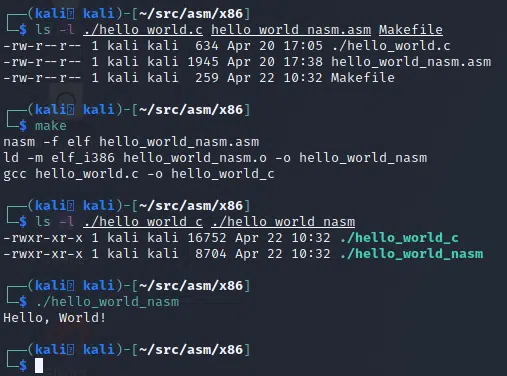 ┌──(kali㉿kali)-[~/src/asm/x86]
└─$ ls -l ./hello_world.c hello_world_nasm.asm Makefile
-rw-r--r-- 1 kali kali  634 Apr 20 17:05 ./hello_world.c
-rw-r--r-- 1 kali kali 1945 Apr 20 17:38 hello_world_nasm.asm
-rw-r--r-- 1 kali kali  259 Apr 22 10:32 Makefile
┌──(kali㉿kali)-[~/src/asm/x86]
└─$ make
nasm -f elf hello_world_nasm.asm
ld -m elf_i386 hello_world_nasm.o -o hello_world_nasm
gcc hello_world.c -o hello_world_c
┌──(kali㉿kali)-[~/src/asm/x86]
└─$ ls -l ./hello_world_c ./hello_world_nasm
-rwxr-xr-x 1 kali kali 16752 Apr 22 10:32 ./hello_world_c
-rwxr-xr-x 1 kali kali  8704 Apr 22 10:32 ./hello_world_nasm
┌──(kali㉿kali)-[~/src/asm/x86]
└─$ ./hello_world_nasm
Hello, World!
┌──(kali㉿kali)-[~/src/asm/x86]
└─$